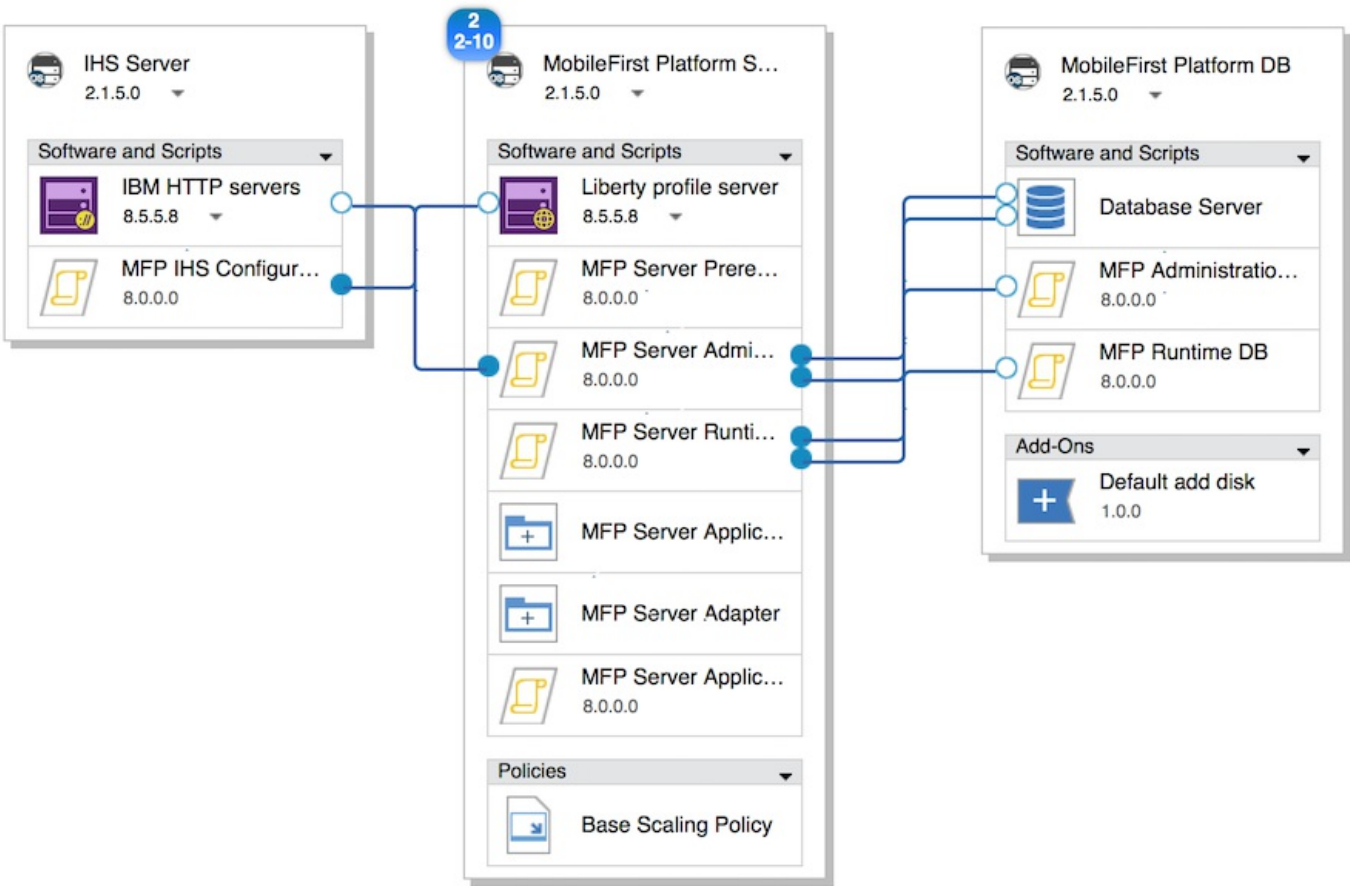 IHS Server
2.1.5.0
Software and Scripts
IBM HTTP servers
8.5.5.8
MFP IHS Configur...
8.0.0.0
2
2-10
MobileFirst Platform S...
2.1.5.0
Software and Scripts
Liberty profile server
8.5.5.8
MFP Server Prere...
8.0.0.0
MFP Server Admi...
8.0.0.0
MFP Server Runti...
8.0.0.0
MFP Server Applic...
MFP Server Adapter
MFP Server Applic...
8.0.0.0
Policies
Base Scaling Policy
MobileFirst Platform DB
2.1.5.0
Software and Scripts
Database Server
MFP Administratio...
8.0.0.0
MFP Runtime DB
8.0.0.0
Add-Ons
Default add disk
1.0.0